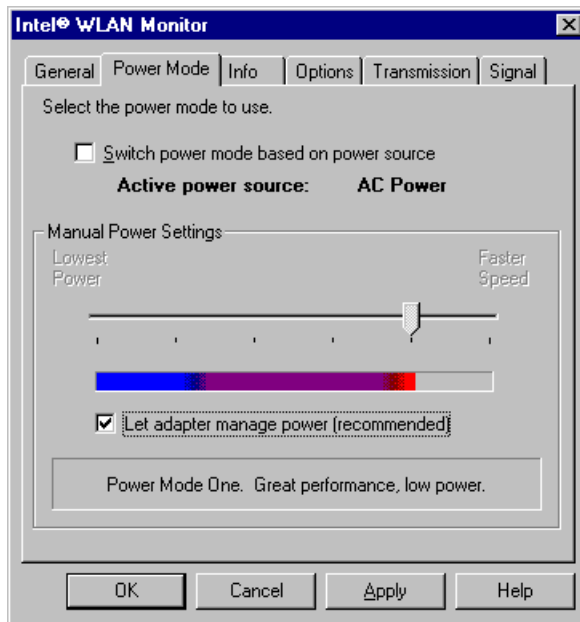 Intel® WLAN Monitor
General Power Mode Info Options Transmission Signal
Select the power mode to use.
Switch power mode based on power source
Active power source: AC Power
Manual Power Settings
Lowest Faster
Power Speed
Let adapter manage power (recommended)
Power Mode One. Great performance, low power.
OK Cancel Apply Help